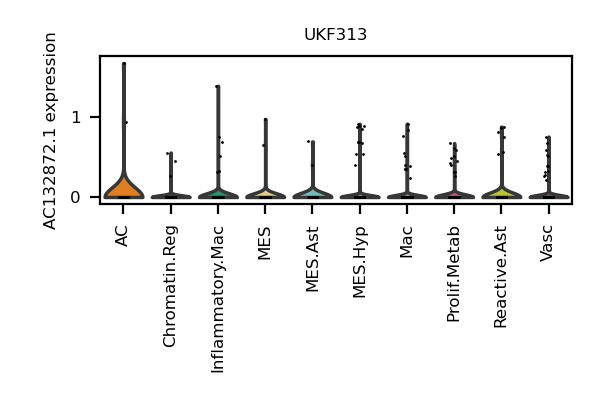 UKF313
AC132872.1 expression
1
0
AC
Chromatin.Reg
Inflammatory.Mac
MES
MES.Ast
MES.Hyp
Mac
Prolif.Metab
Reactive.Ast
Vasc